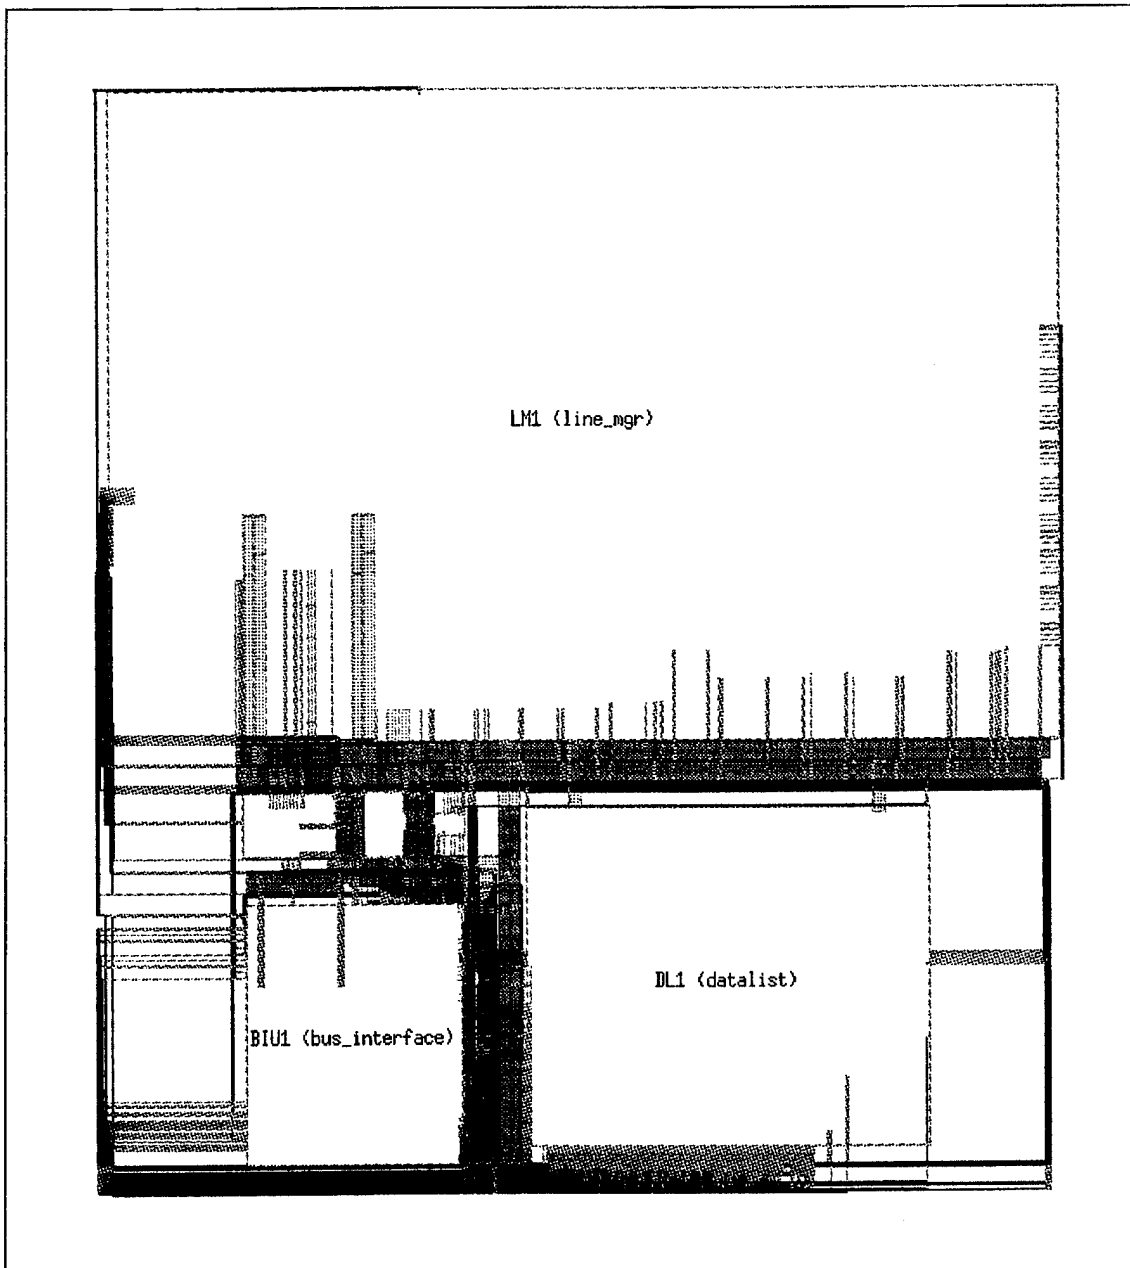 LM1 (line_mgr)
DL1 (datalist)
BIU1 (bus_interface)